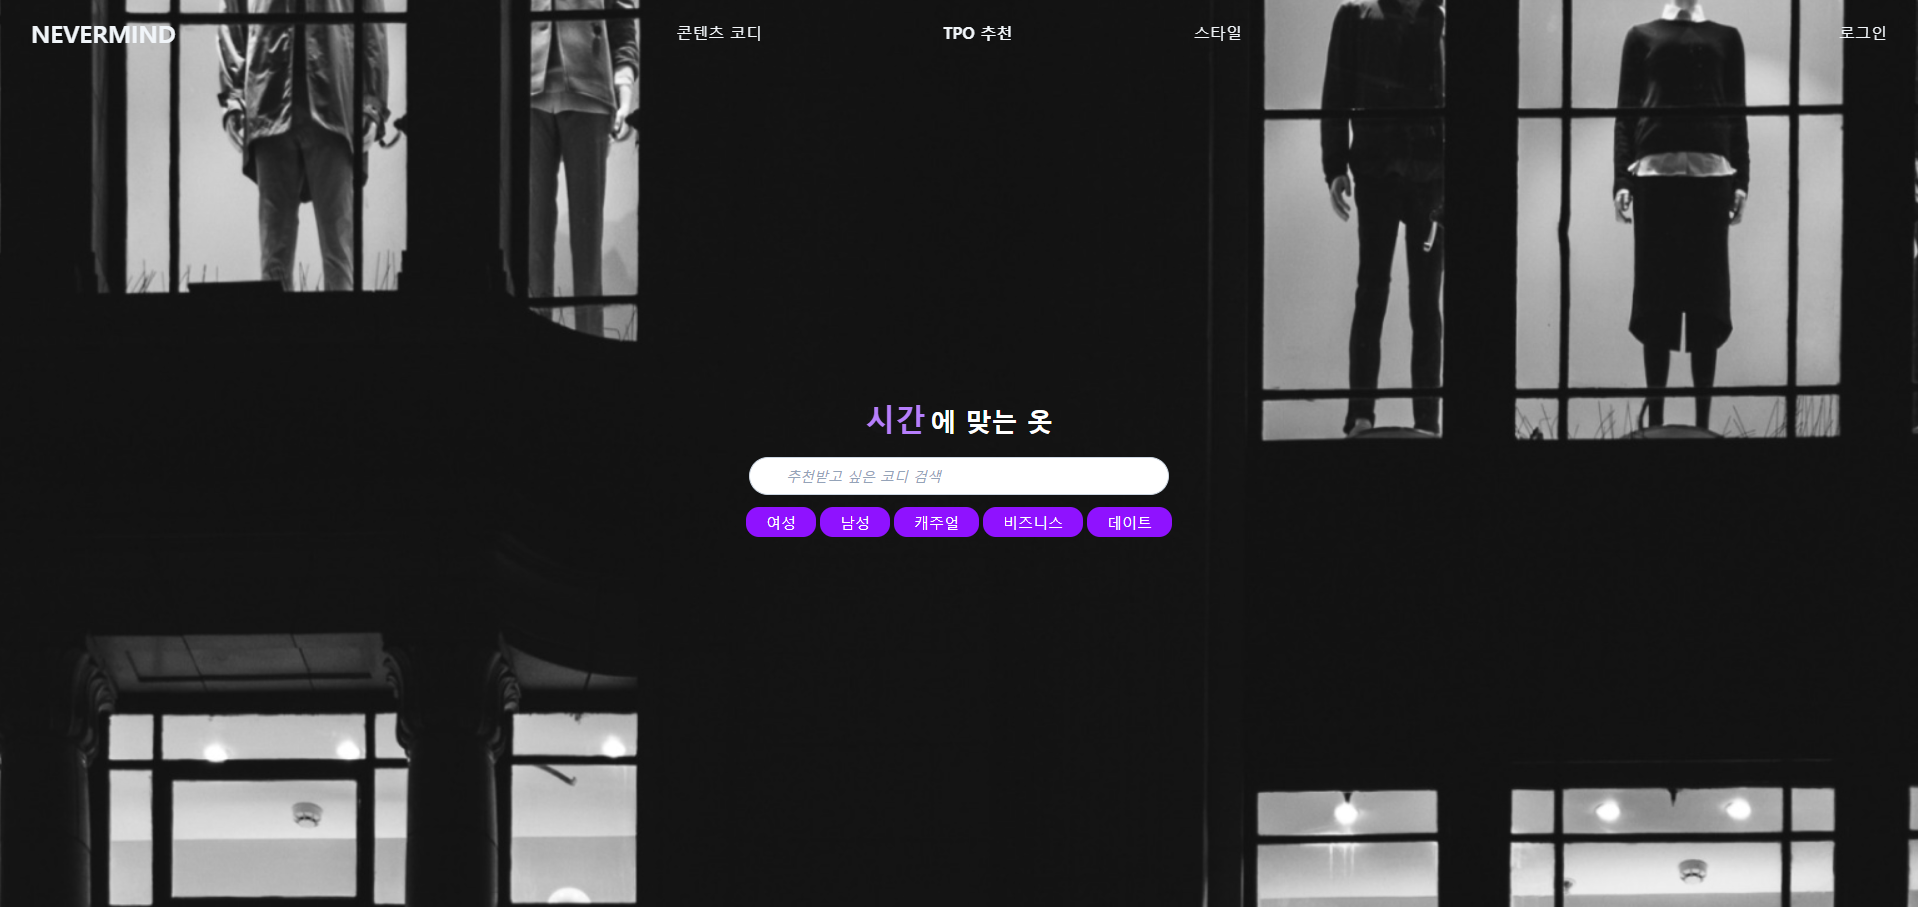 NEVERMIND 콘텐츠 코디 TPO 추천 스타일 로그인
시간에 맞는 옷
추천받고 싶은 코디 검색
여성 남성 캐주얼 비즈니스 데이트